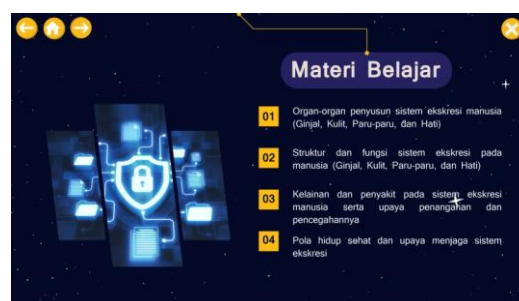 Materi Belajar
01
Organ-organ penyusun sistem ekskresi manusia
(Ginjal, Kulit, Paru-paru, dan Hati)
02
Struktur dan fungsi sistem ekskresi pada
manusia (Ginjal, Kulit, Paru-paru, dan Hati)
03
Kelainan dan penyakit pada sistem ekskresi
manusia serta upaya penanganan dan
pencegahannya
04
Pola hidup sehat dan upaya menjaga sistem
ekskresi